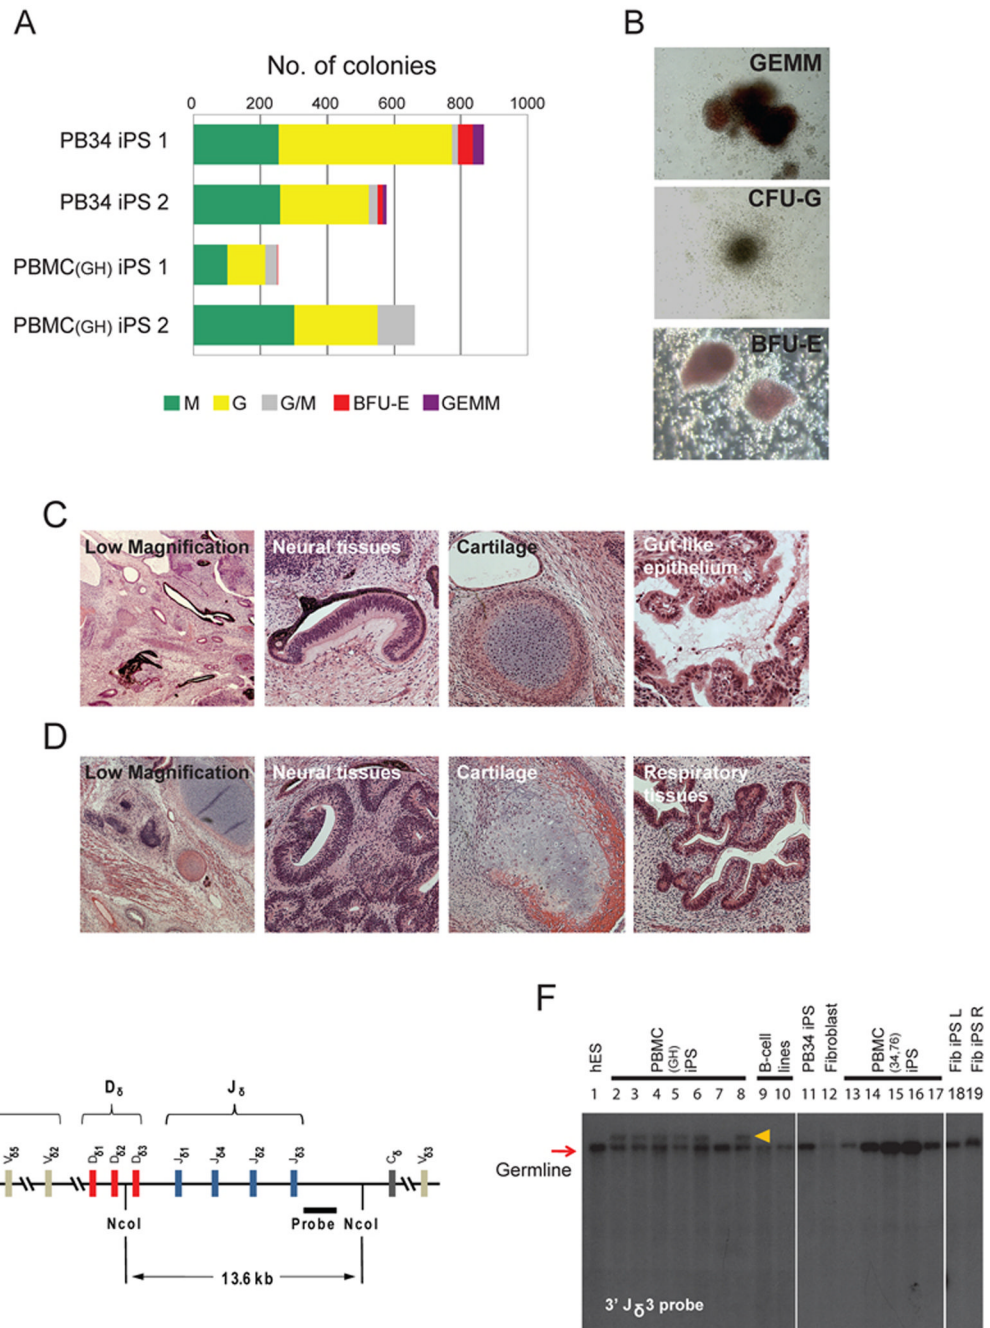 A
No. of colonies
0 200 400 600 800 1000
PB34 iPS 1
PB34 iPS 2
PBMC(GH) iPS 1
PBMC(GH) iPS 2
M G G/M BFU-E GEMM
B
GEMM
CFU-G
BFU-E
C
Low Magnification
Neural tissues
Cartilage
Gut-like
epithelium
D
Low Magnification
Neural tissues
Cartilage
Respiratory
tissues
Dδ Jδ
Vδ5 Vδ2 Dδ1 Dδ2 Dδ3 Jδ1 Jδ4 Jδ2 Jδ3 Cδ Vδ3
NcoI Probe NcoI
13.6 kb
F
hES
PBMC
(GH)
iPS
B-cell
lines
PB34 iPS
Fibroblast
PBMC
(34,76)
iPS
Fib iPS L
Fib iPS R
1 2 3 4 5 6 7 8 9 10 11 12 13 14 15 16 17 18 19
Germline
3' Jδ3 probe